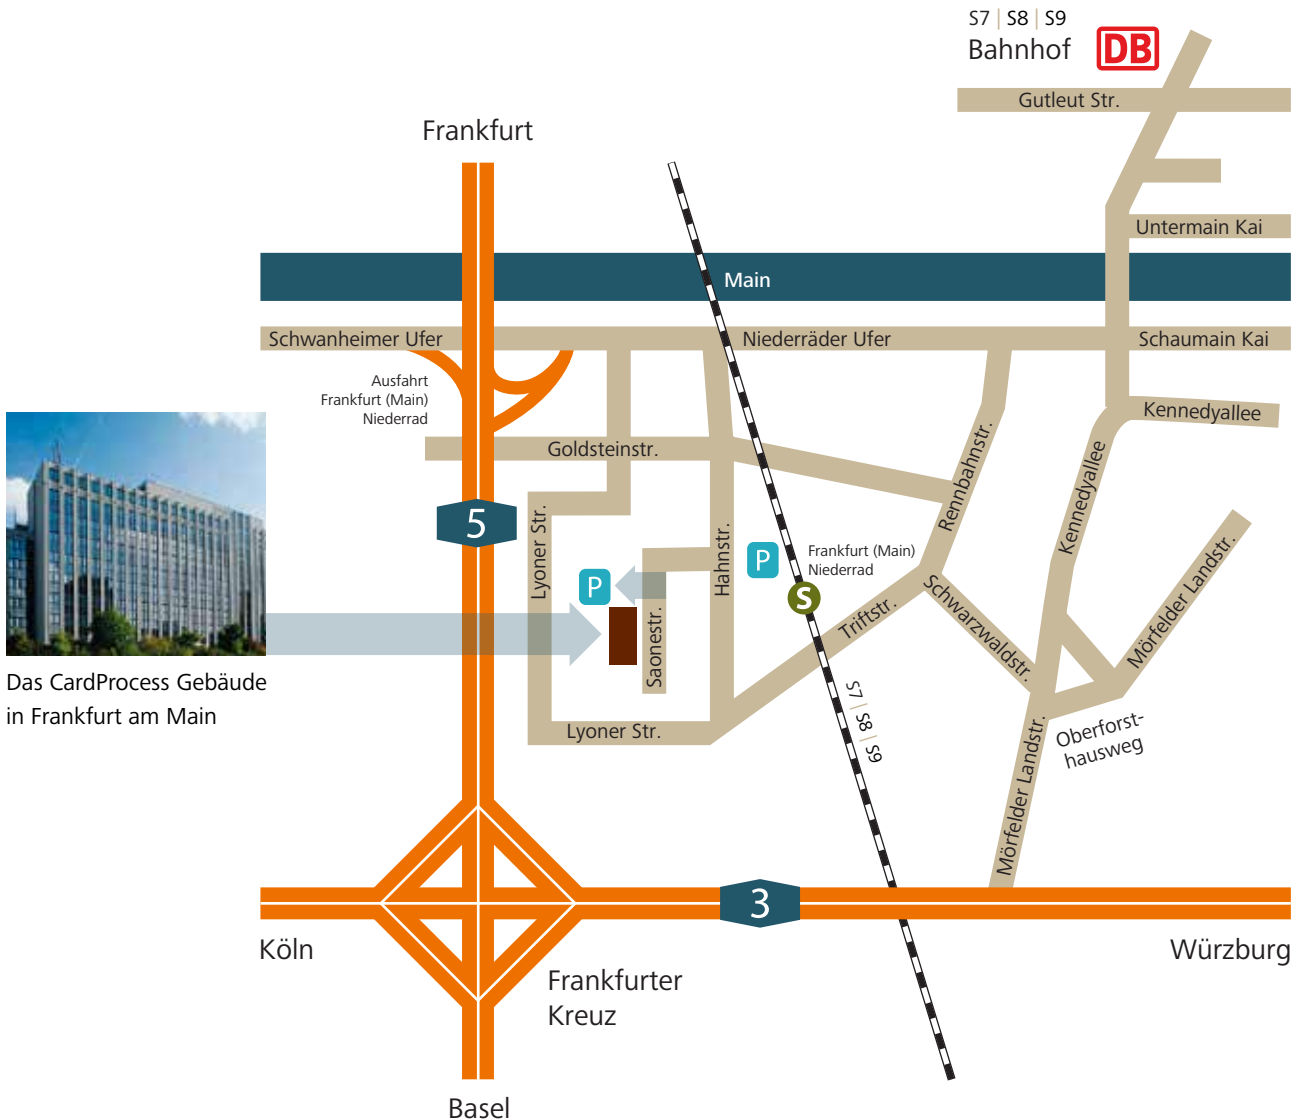 S7 | S8 | S9
Bahnhof
DB
Gutleut Str.
Frankfurt
Untermain Kai
Main
Schwanheimer Ufer
Niederräder Ufer
Schaumain Kai
Ausfahrt
Frankfurt (Main)
Niederrad
Kennedyallee
Goldsteinstr.
Rennbahnstr.
Kennedyallee
5
Lyoner Str.
Hahnstr.
P
Frankfurt (Main)
Niederrad
S
P
Mörfelder Landstr.
Triftstr.
Schwarzwaldstr.
Saonestr.
Das CardProcess Gebäude
in Frankfurt am Main
S7 | S8 | S9
Lyoner Str.
Oberforst-
hausweg
Mörfelder Landstr.
3
Köln
Würzburg
Frankfurter
Kreuz
Basel